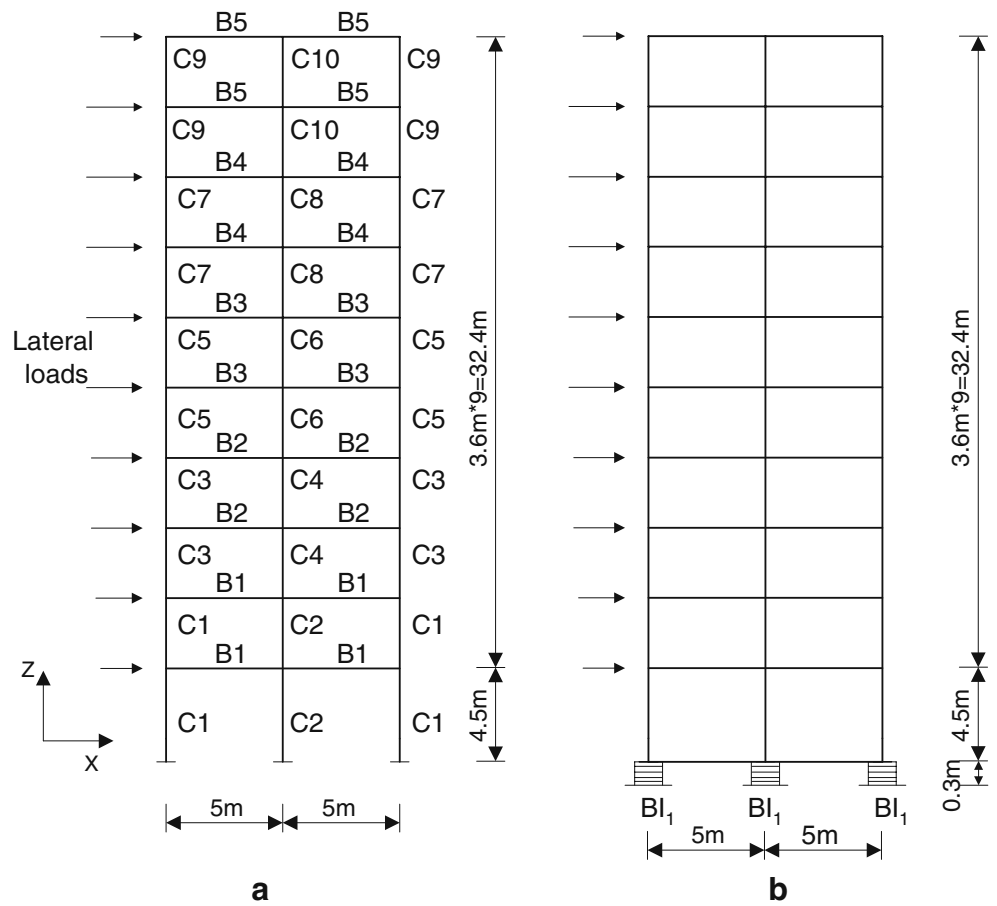 B5 B5
C9 C10 C9
B5 B5
C9 C10 C9
B4 B4
C7 C8 C7
B4 B4
C7 C8 C7
B3 B3
Lateral
loads
C5 C6 C5
B3 B3
C5 C6 C5
B2 B2
C3 C4 C3
B2 B2
C3 C4 C3
B1 B1
C1 C2 C1
B1 B1
C1 C2 C1
z
x
3.6m*9=32.4m
4.5m
5m 5m
a
3.6m*9=32.4m
4.5m
0.3m
BI₁ BI₁ BI₁
5m 5m
b